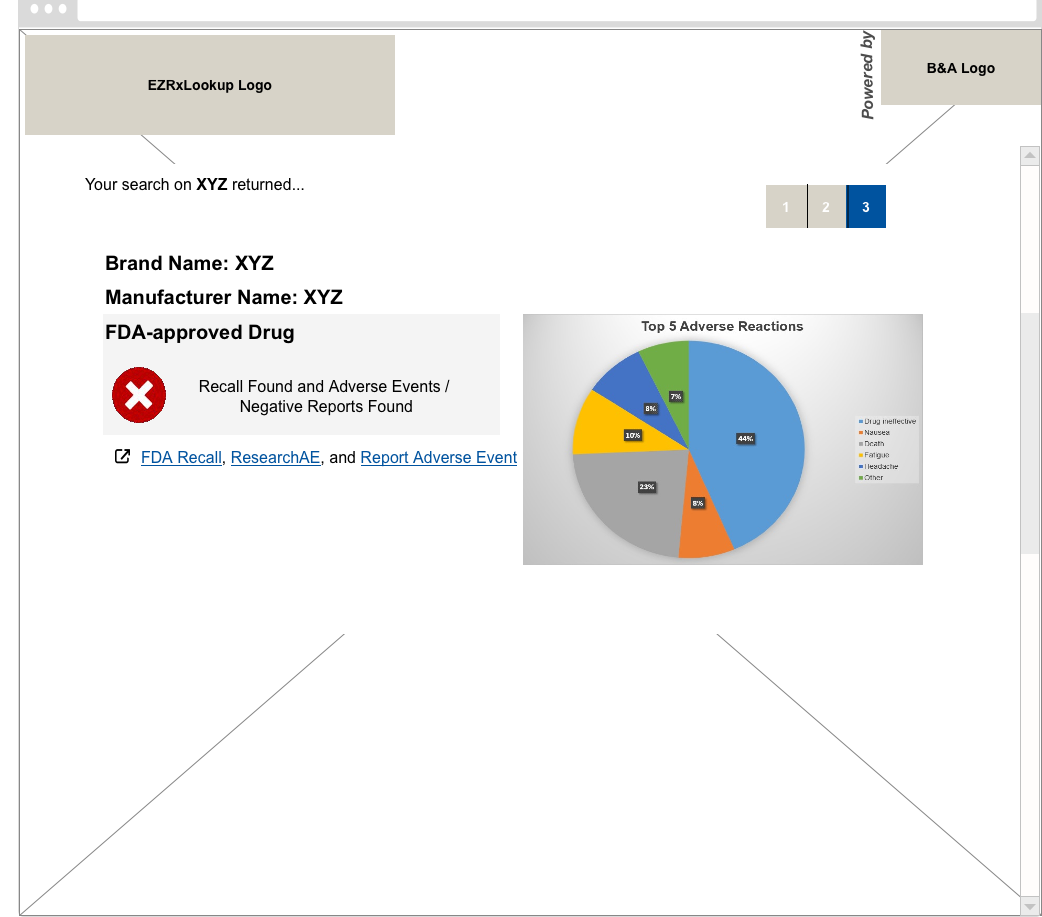 EZRxLookup Logo
Powered by
B&A Logo
Your search on XYZ returned...
1 2 3
Brand Name: XYZ
Manufacturer Name: XYZ
FDA-approved Drug
Recall Found and Adverse Events /
Negative Reports Found
FDA Recall, ResearchAE, and Report Adverse Event
Top 5 Adverse Reactions
7%
8%
10%
44%
23%
8%
Drug ineffective
Nausea
Death
Fatigue
Headache
Other